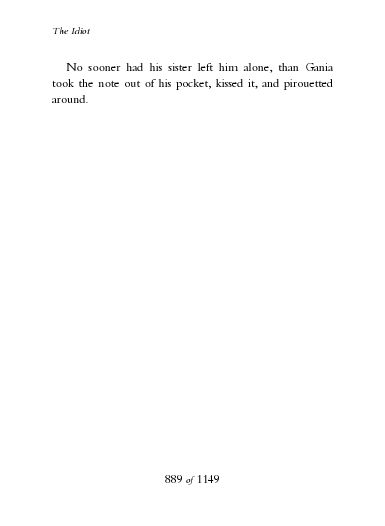 The Idiot
No sooner had his sister left him alone, than Gania
took the note out of his pocket, kissed it, and pirouetted
around.
889 of 1149